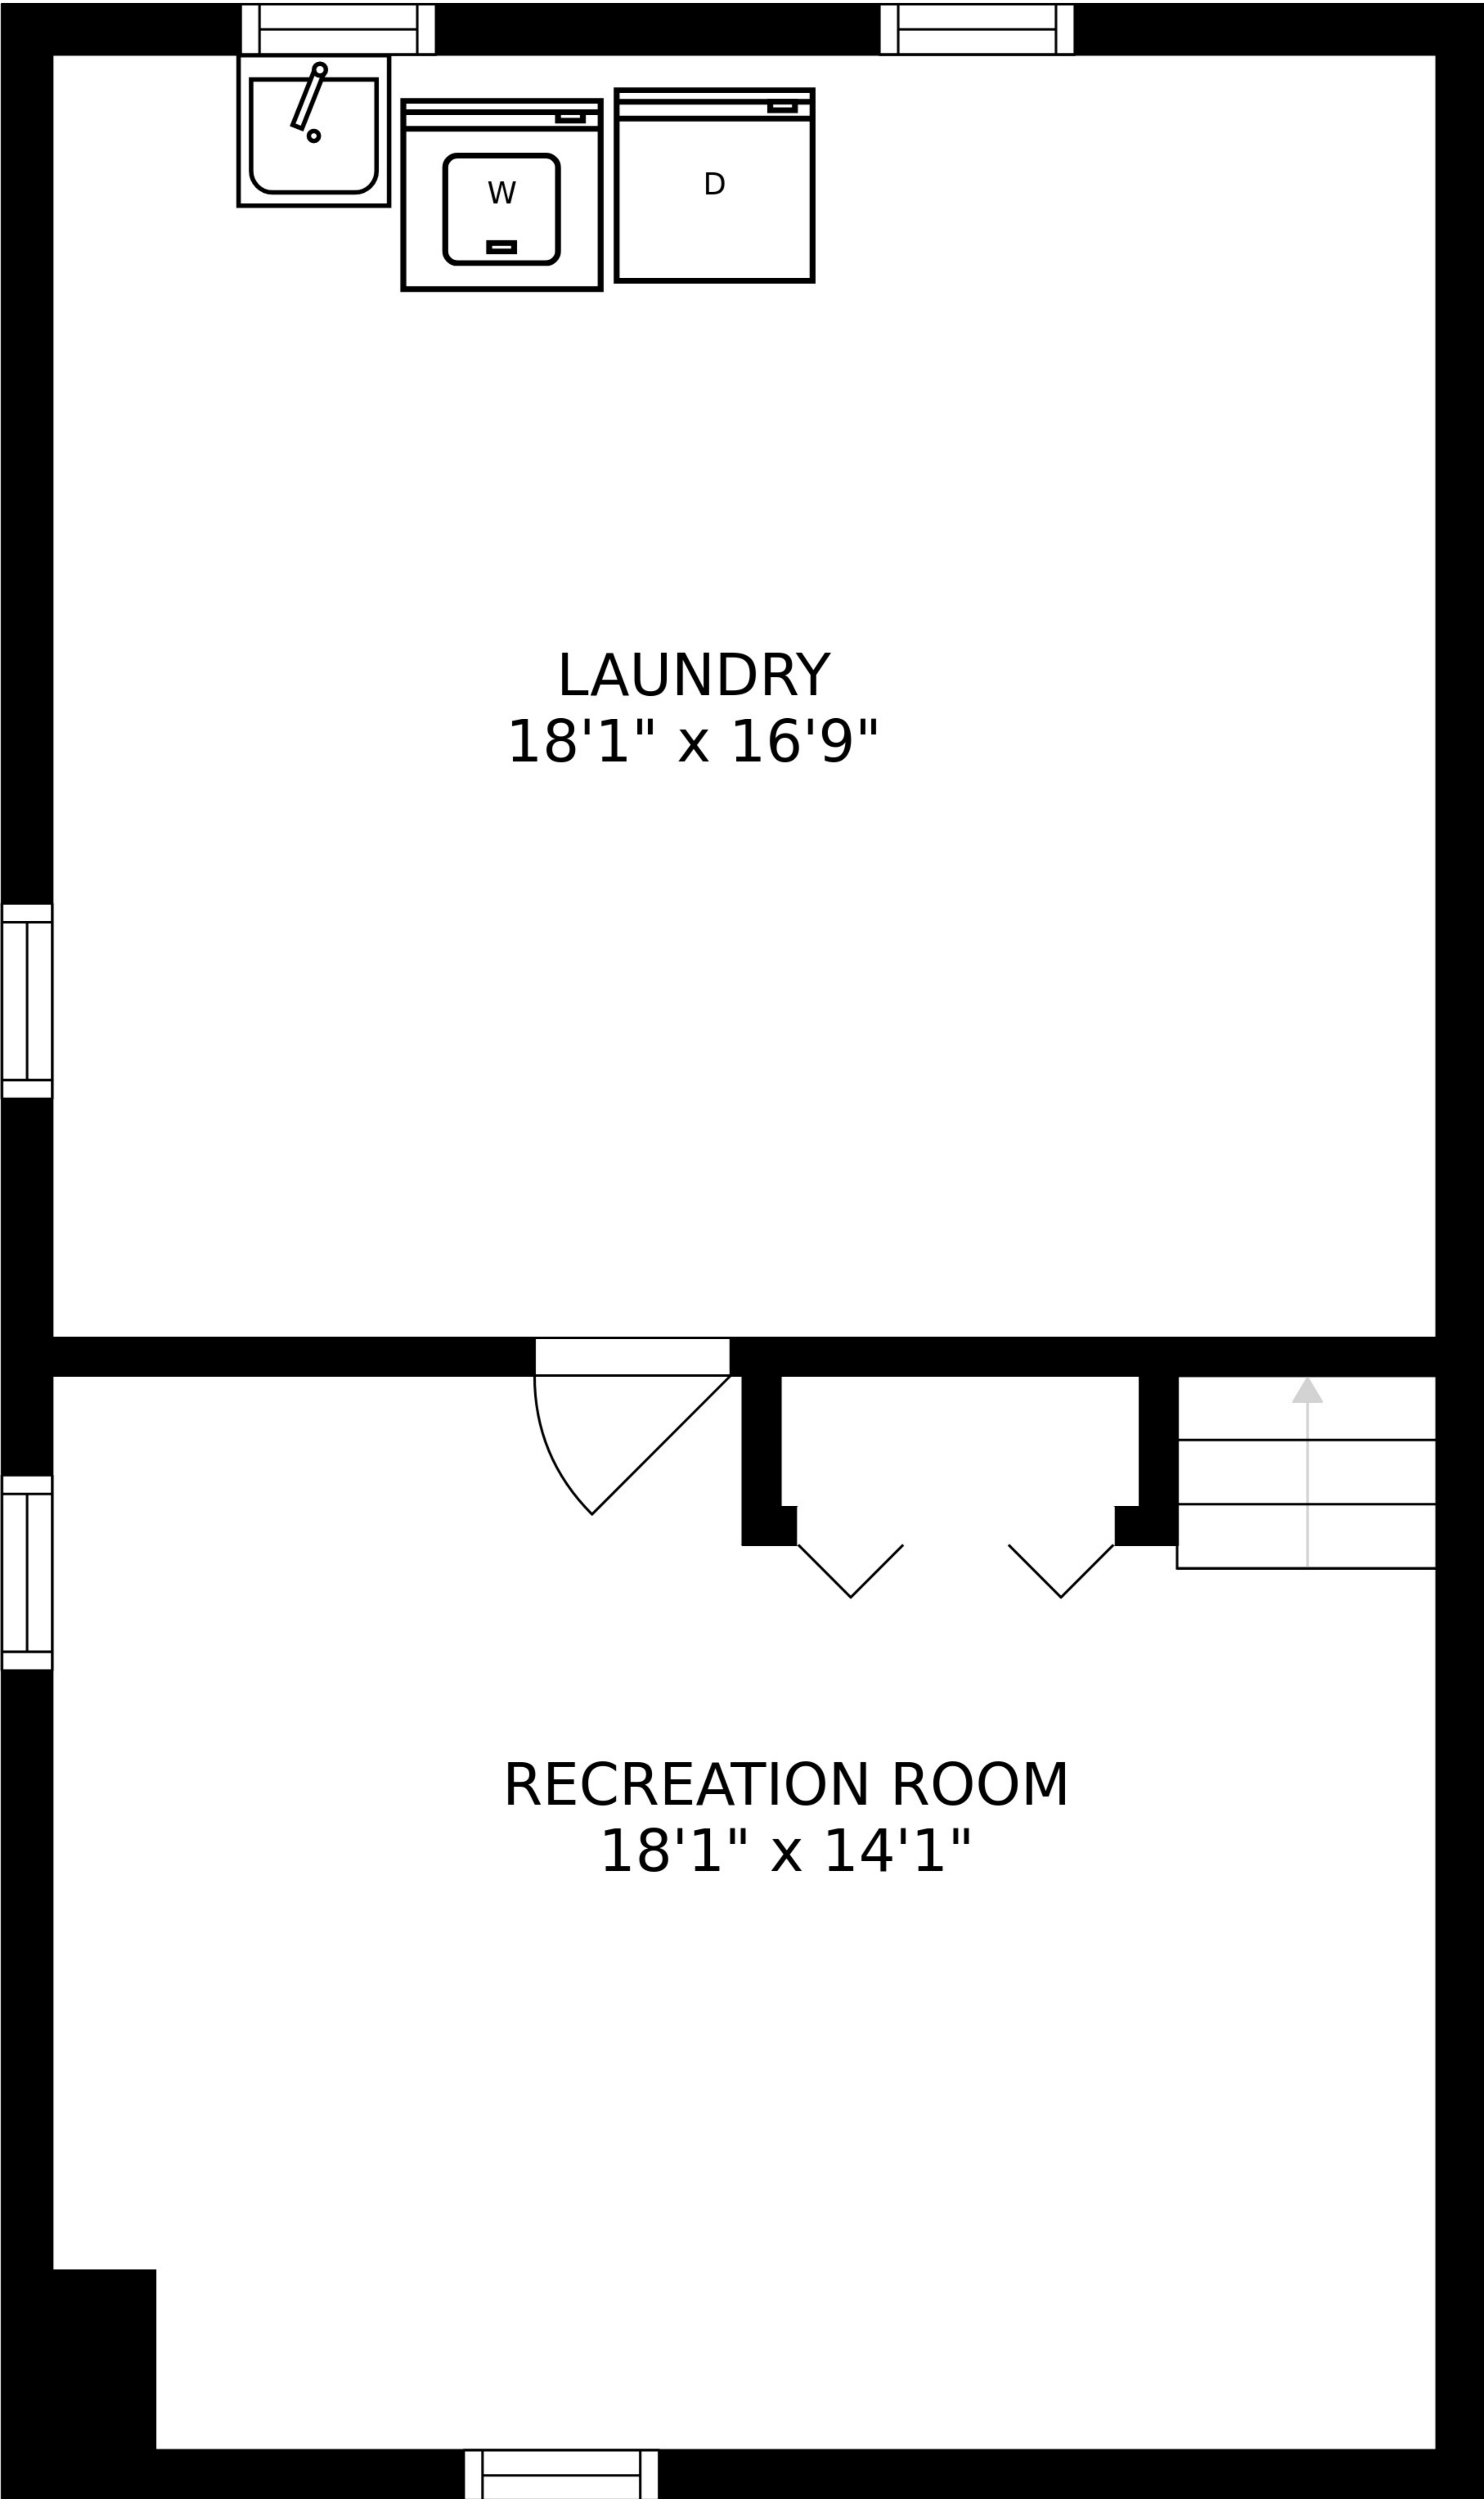 W
D
LAUNDRY
18'1" x 16'9"
RECREATION ROOM
18'1" x 14'1"